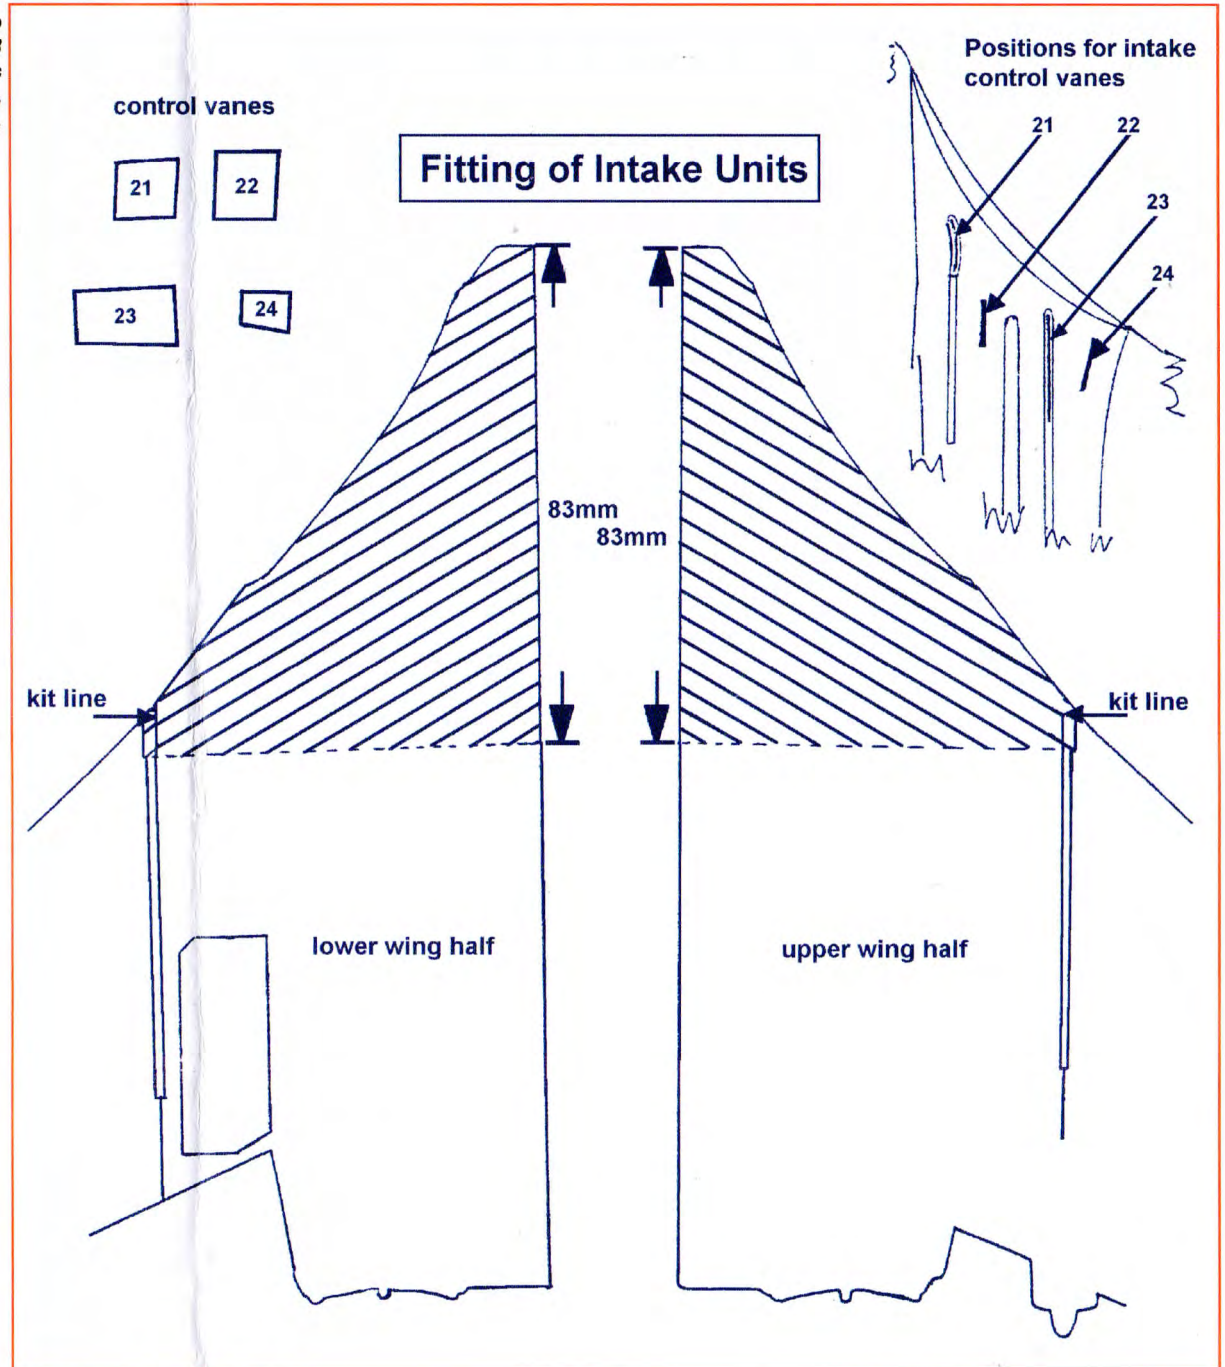 control vanes
21
22
23
24
Fitting of Intake Units
Positions for intake
control vanes
21
22
23
24
83mm
83mm
kit line
kit line
lower wing half
upper wing half